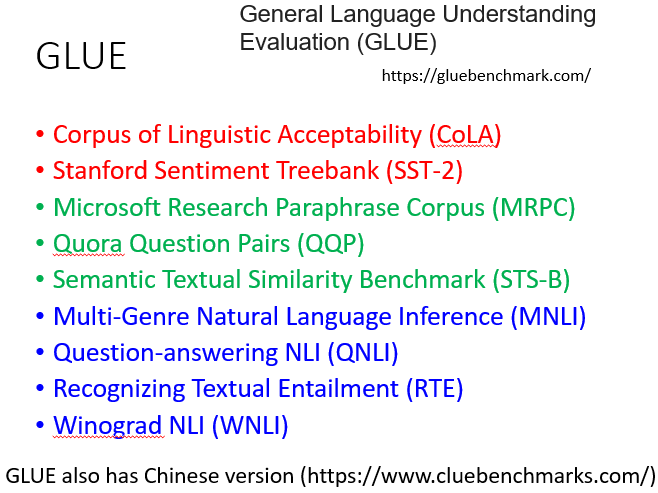 GLUE
General Language Understanding
Evaluation (GLUE)
https://gluebenchmark.com/
• Corpus of Linguistic Acceptability (CoLA)
• Stanford Sentiment Treebank (SST-2)
• Microsoft Research Paraphrase Corpus (MRPC)
• Quora Question Pairs (QQP)
• Semantic Textual Similarity Benchmark (STS-B)
• Multi-Genre Natural Language Inference (MNLI)
• Question-answering NLI (QNLI)
• Recognizing Textual Entailment (RTE)
• Winograd NLI (WNLI)
GLUE also has Chinese version (https://www.cluebenchmarks.com/)